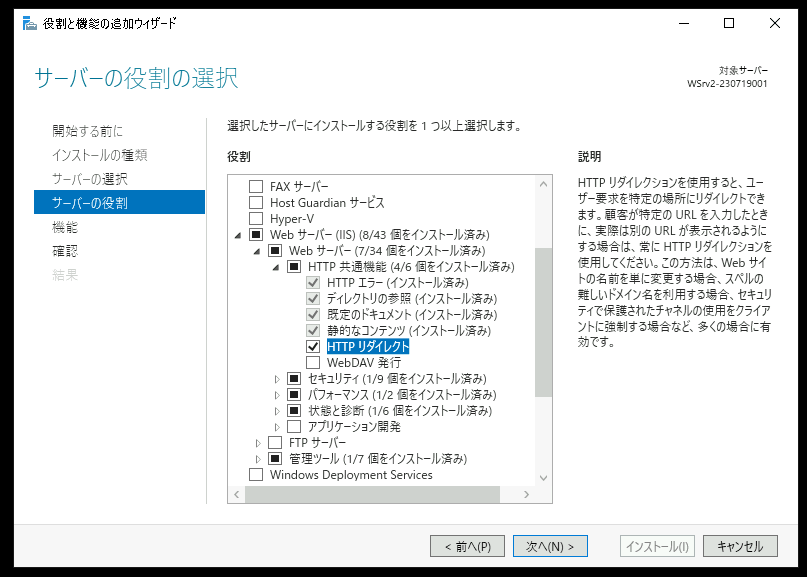 役割と機能の追加ウィザード
サーバーの役割の選択
対象サーバー
WSrv2-230719001
開始する前に
インストールの種類
サーバーの選択
サーバーの役割
機能
確認
結果
選択したサーバーにインストールする役割を 1 つ以上選択します。
役割
FAX サーバー
Host Guardian サービス
Hyper-V
Web サーバー (IIS) (8/43 個をインストール済み)
Web サーバー (7/34 個をインストール済み)
HTTP 共通機能 (4/6 個をインストール済み)
HTTP エラー (インストール済み)
ディレクトリの参照 (インストール済み)
既定のドキュメント (インストール済み)
静的なコンテンツ (インストール済み)
HTTP リダイレクト
WebDAV 発行
セキュリティ (1/9 個をインストール済み)
パフォーマンス (1/2 個をインストール済み)
状態と診断 (1/6 個をインストール済み)
アプリケーション開発
FTP サーバー
管理ツール (1/7 個をインストール済み)
Windows Deployment Services
説明
HTTP リダイレクションを使用すると、ユー
ザー要求を特定の場所にリダイレクトでき
ます。顧客が特定の URL を入力したとき
に、実際は別の URL が表示されるように
する場合は、常に HTTP リダイレクションを
使用してください。この方法は、Web サイ
トの名前を単に変更する場合、スペルの
難しいドメイン名を利用する場合、セキュリ
ティで保護されたチャネルの使用をクライア
ントに強制する場合など、多くの場合に有
効です。
< 前へ(P)
次へ(N) >
インストール(I)
キャンセル